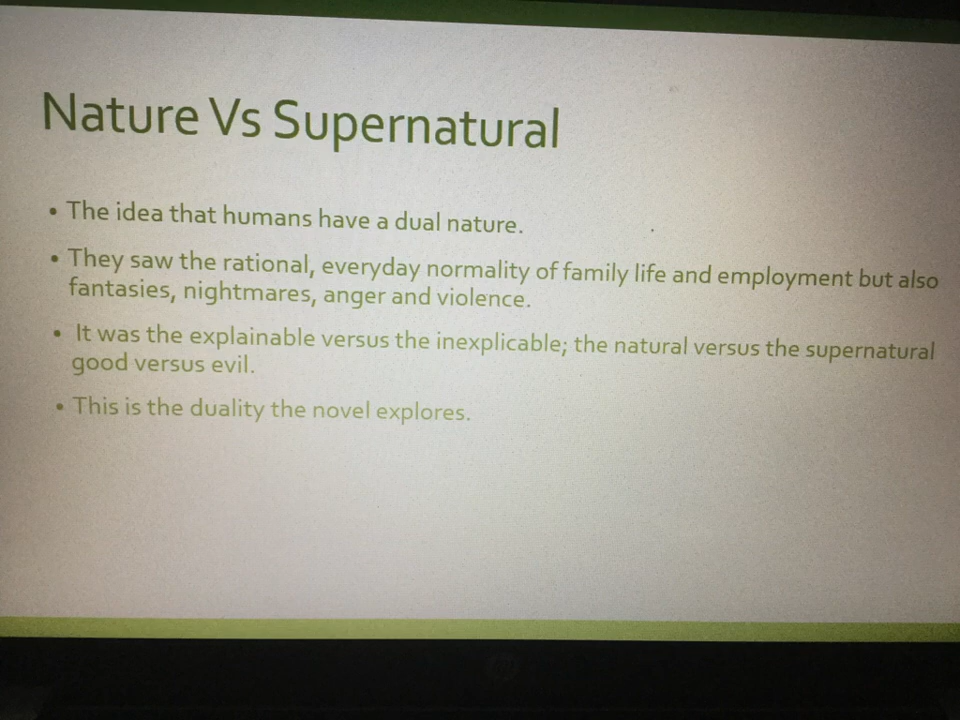 Nature Vs Supernatural
• The idea that humans have a dual nature.
• They saw the rational, everyday normality of family life and employment but also
fantasies, nightmares, anger and violence.
• It was the explainable versus the inexplicable; the natural versus the supernatural
good versus evil.
• This is the duality the novel explores.
hp